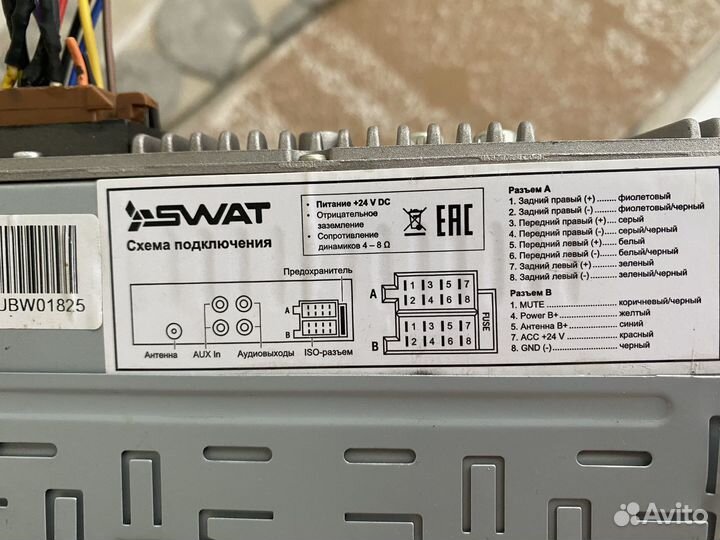 SWAT
Схема подключения
• Питание +24 V DC
• Отрицательное
заземление
• Сопротивление
динамиков 4 – 8 Ω
EAC
JBW01825
Предохранитель
A
B
Антенна
AUX In
Аудиовыходы
ISO-разъем
A
1 3 5 7
2 4 6 8
B
1 3 5 7
2 4 6 8
FUSE
Разъем A
1. Задний правый (+) фиолетовый
2. Задний правый (-) фиолетовый/черный
3. Передний правый (+) серый
4. Передний правый (-) серый/черный
5. Передний левый (+) белый
6. Передний левый (-) белый/черный
7. Задний левый (+) зеленый
8. Задний левый (-) зеленый/черный
Разъем B
1. MUTE коричневый/черный
4. Power B+ желтый
5. Антенна B+ синий
7. ACC +24 V красный
8. GND (-) черный
Avito